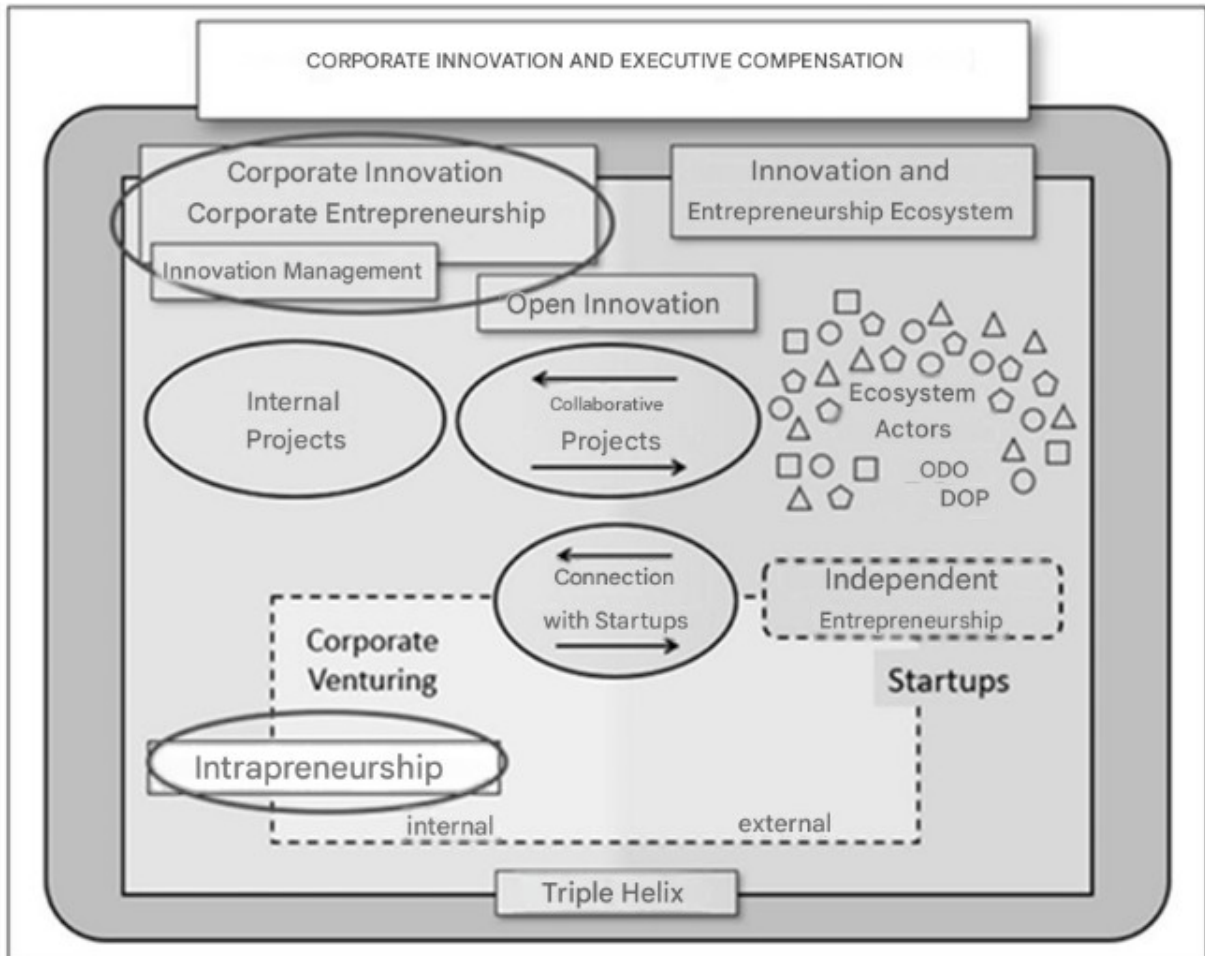 CORPORATE INNOVATION AND EXECUTIVE COMPENSATION
Corporate Innovation
Corporate Entrepreneurship
Innovation Management
Innovation and
Entrepreneurship Ecosystem
Open Innovation
Internal
Projects
Collaborative
Projects
Ecosystem
Actors
ODO
DOP
Connection
with Startups
Independent
Entrepreneurship
Corporate
Venturing
Startups
Intrapreneurship
internal
external
Triple Helix